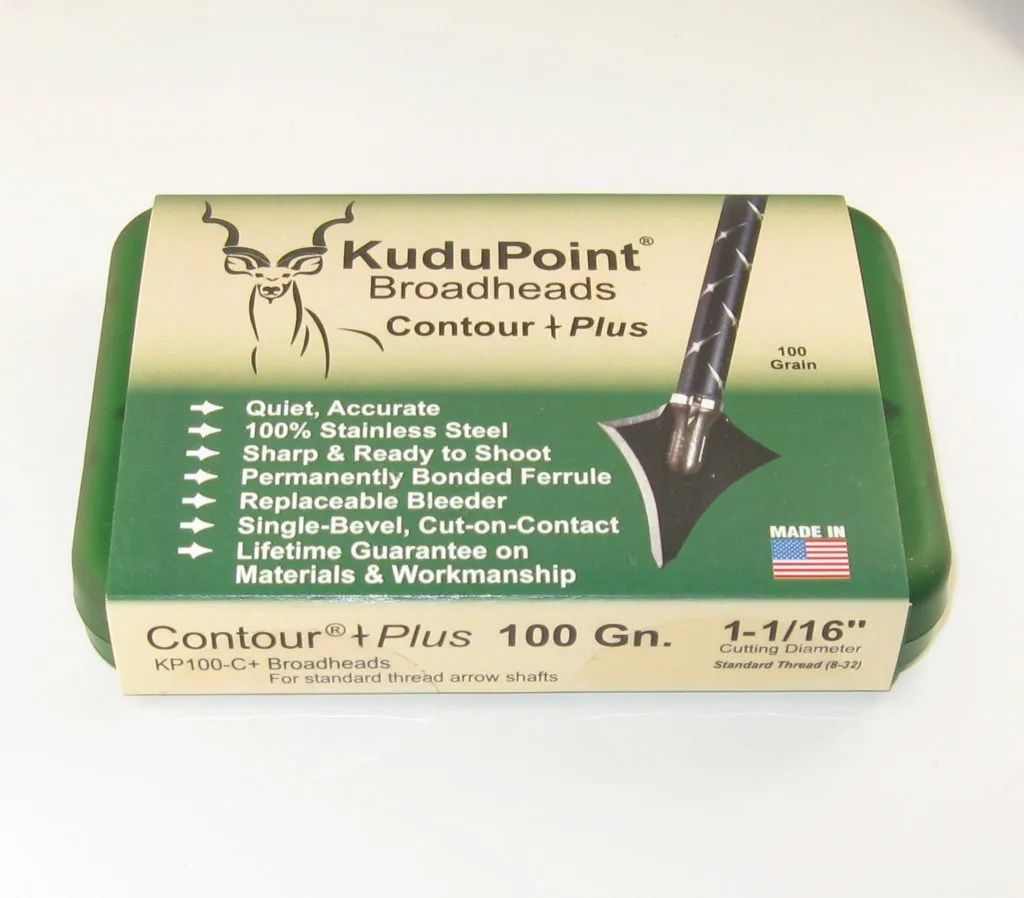 KuduPoint®
Broadheads
Contour + Plus
100
Grain
Quiet, Accurate
100% Stainless Steel
Sharp & Ready to Shoot
Permanently Bonded Ferrule
Replaceable Bleeder
Single-Bevel, Cut-on-Contact
Lifetime Guarantee on
Materials & Workmanship
MADE IN
Contour® + Plus 100 Gn.
KP100-C+ Broadheads
For standard thread arrow shafts
1-1/16"
Cutting Diameter
Standard Thread (8-32)